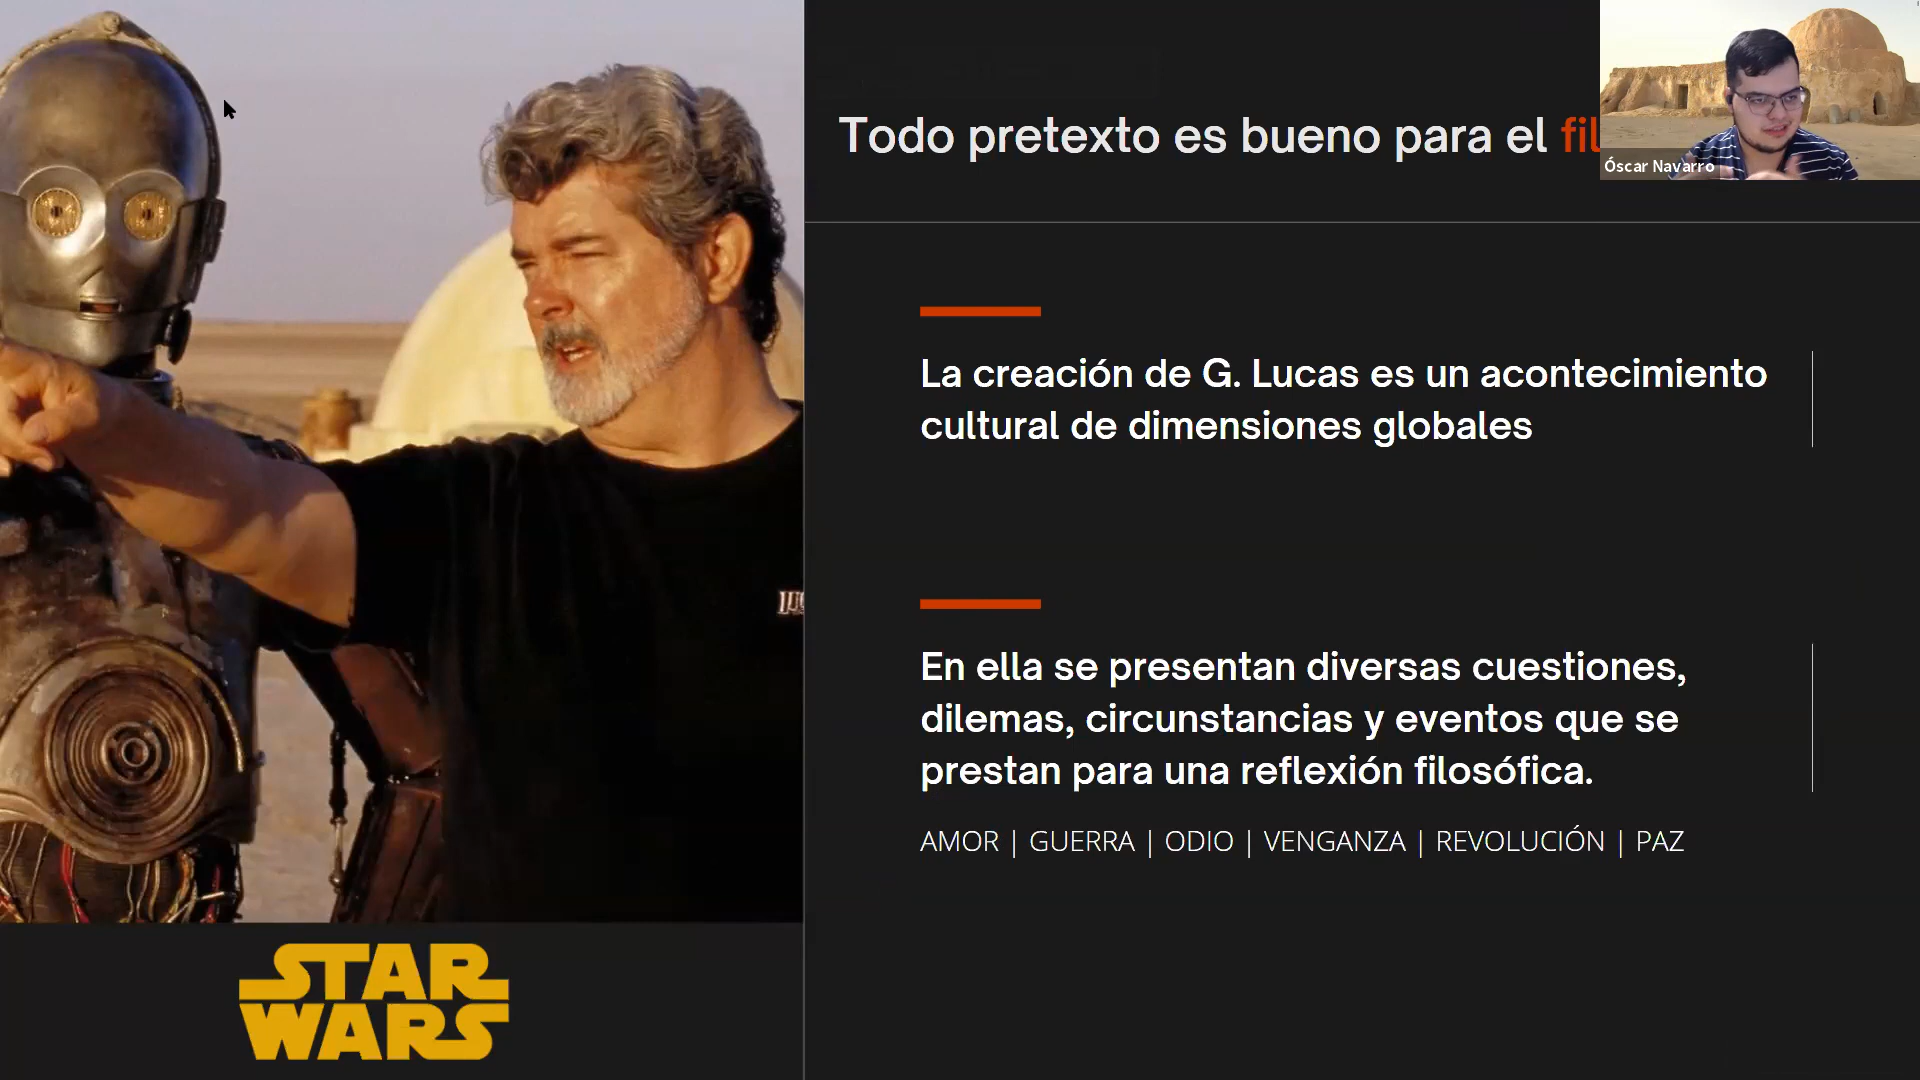 Todo pretexto es bueno para el
Óscar Navarro
La creación de G. Lucas es un acontecimiento
cultural de dimensiones globales
En ella se presentan diversas cuestiones,
dilemas, circunstancias y eventos que se
prestan para una reflexión filosófica.
AMOR | GUERRA | ODIO | VENGANZA | REVOLUCIÓN | PAZ
STAR
WARS